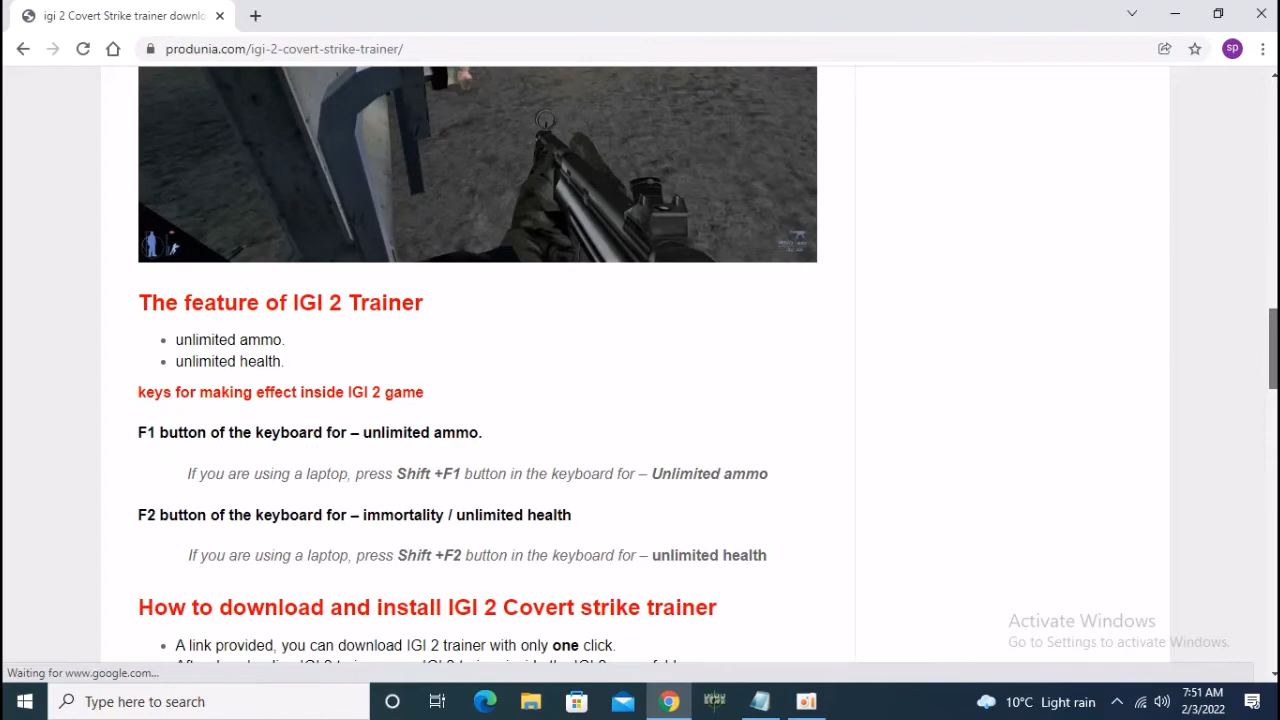 igi 2 Covert Strike trainer downlo
produnia.com/igi-2-covert-strike-trainer/
sp
The feature of IGI 2 Trainer
unlimited ammo.
unlimited health.
keys for making effect inside IGI 2 game
F1 button of the keyboard for – unlimited ammo.
If you are using a laptop, press Shift +F1 button in the keyboard for – Unlimited ammo
F2 button of the keyboard for – immortality / unlimited health
If you are using a laptop, press Shift +F2 button in the keyboard for – unlimited health
How to download and install IGI 2 Covert strike trainer
A link provided, you can download IGI 2 trainer with only one click.
Activate Windows
Go to Settings to activate Windows.
Waiting for www.google.com...
Type here to search
10°C Light rain
7:51 AM
2/3/2022